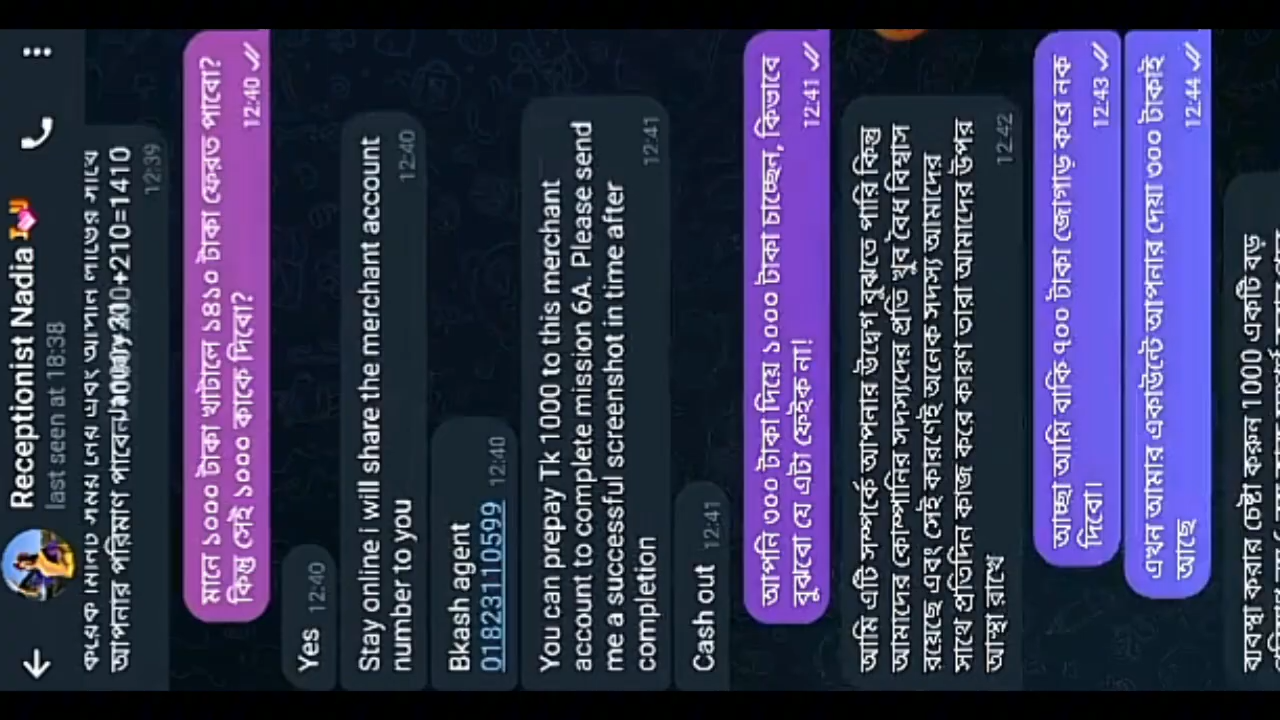 Receptionist Nadia
last seen at 18:38
আপনার পরিমাণ পাবেন
+210=1410
12:39
মানে ১০০০ টাকা খাটালে ১৪১০ টাকা ফেরত পাবো?
কিন্তু সেই ১০০০ কাকে দিবো?
12:40
Yes
12:40
Stay online i will share the merchant account
number to you
12:40
Bkash agent
01823110599
12:40
You can prepay Tk 1000 to this merchant
account to complete mission 6A. Please send
me a successful screenshot in time after
completion
12:41
Cash out
12:41
আপনি ৩০০ টাকা দিয়ে ১০০০ টাকা চাচ্ছেন, কিভাবে
বুঝবো যে এটা ফেইক না!
12:41
আমি এটি সম্পর্কে আপনার উদ্বেগ বুঝতে পারি কিন্তু
আমাদের কোম্পানির সদস্যদের প্রতি খুব বৈধ বিশ্বাস
রয়েছে এবং সেই কারণেই অনেক সদস্য আমাদের
সাথে প্রতিদিন কাজ করে কারণ তারা আমাদের উপর
আস্থা রাখে
12:42
আচ্ছা আমি বাকি ৭০০ টাকা জোগাড় করে নক
দিবো।
12:43
এখন আমার একাউন্টে আপনার দেয়া ৩০০ টাকাই
আছে
12:44
ব্যবস্থা করার চেষ্টা করুন 1000 একটি বড়